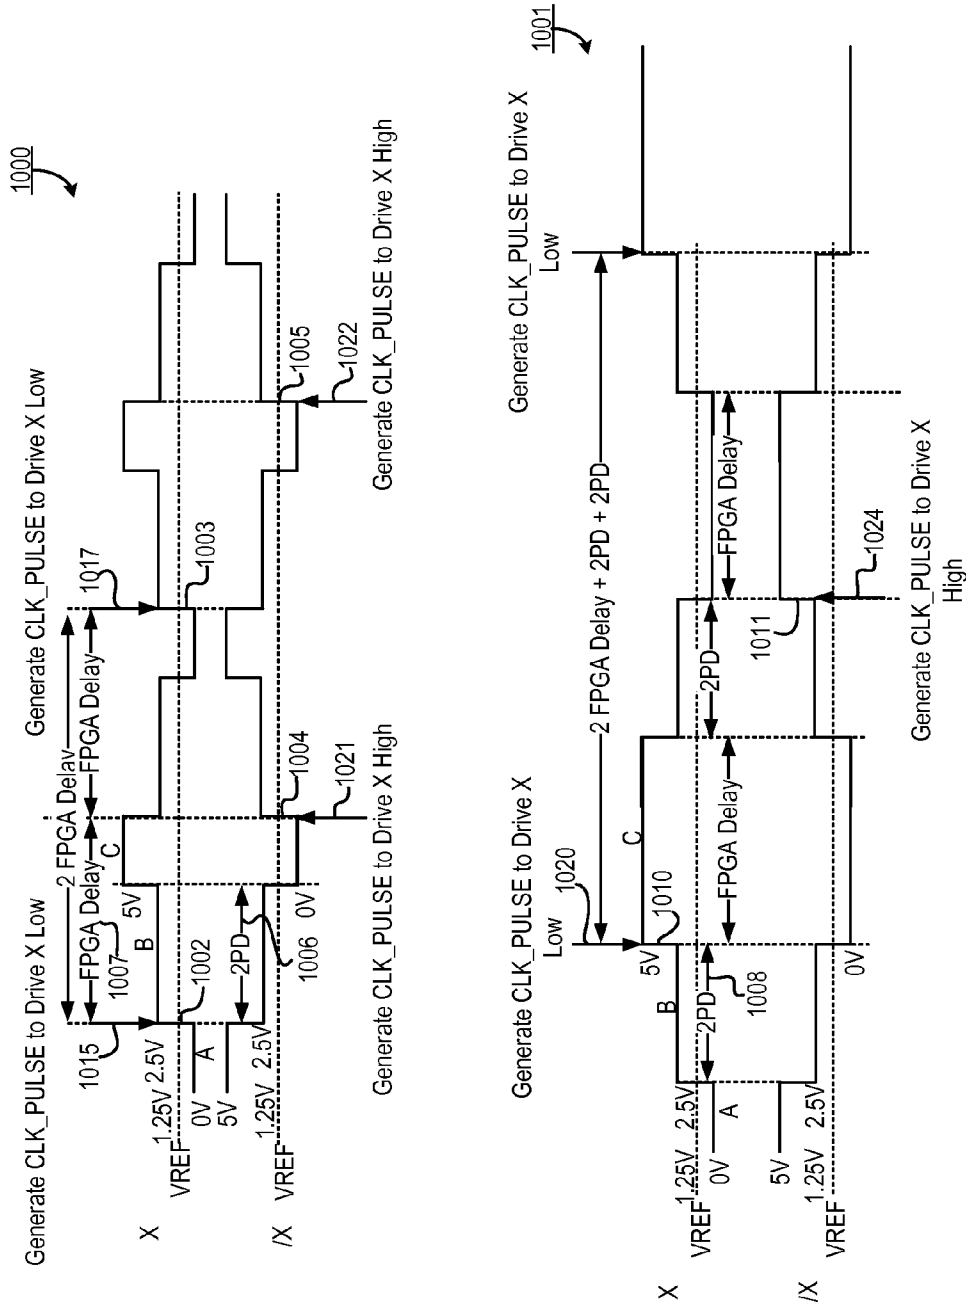 1000
Generate CLK_PULSE to Drive X Low
Generate CLK_PULSE to Drive X Low
2 FPGA Delay
FPGA Delay
FPGA Delay
1015
1007
1017
5V
B
C
1002
1003
2.5V
1.25V
X
VREF
0V
A
5V
2PD
1006
1004
1005
2.5V
1.25V
/X
VREF
0V
1021
1022
Generate CLK_PULSE to Drive X High
Generate CLK_PULSE to Drive X High
1001
Generate CLK_PULSE to Drive X
Low
Generate CLK_PULSE to Drive X
Low
1020
2 FPGA Delay + 2PD + 2PD
5V
1010
B
C
2.5V
1.25V
X
VREF
0V
A
2PD
1008
FPGA Delay
2PD
FPGA Delay
5V
1011
2.5V
1.25V
/X
VREF
0V
1024
Generate CLK_PULSE to Drive X
High